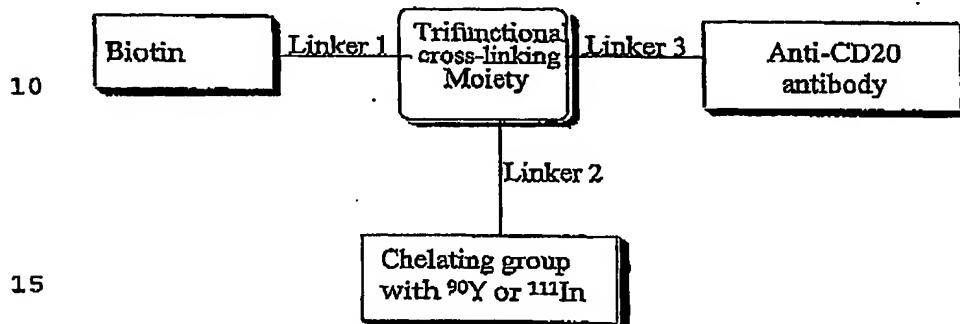 Biotin
Linker 1
Trifunctional
cross-linking
Moiety
Linker 3
Anti-CD20
antibody
10
Linker 2
Chelating group
with ⁹⁰Y or ¹¹¹In
15